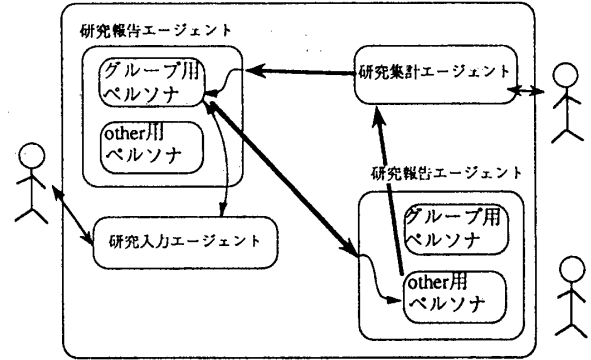 研究報告エージェント
グループ用
ペルソナ
other用
ペルソナ
研究入力エージェント
研究集計エージェント
研究報告エージェント
グループ用
ペルソナ
other用
ペルソナ